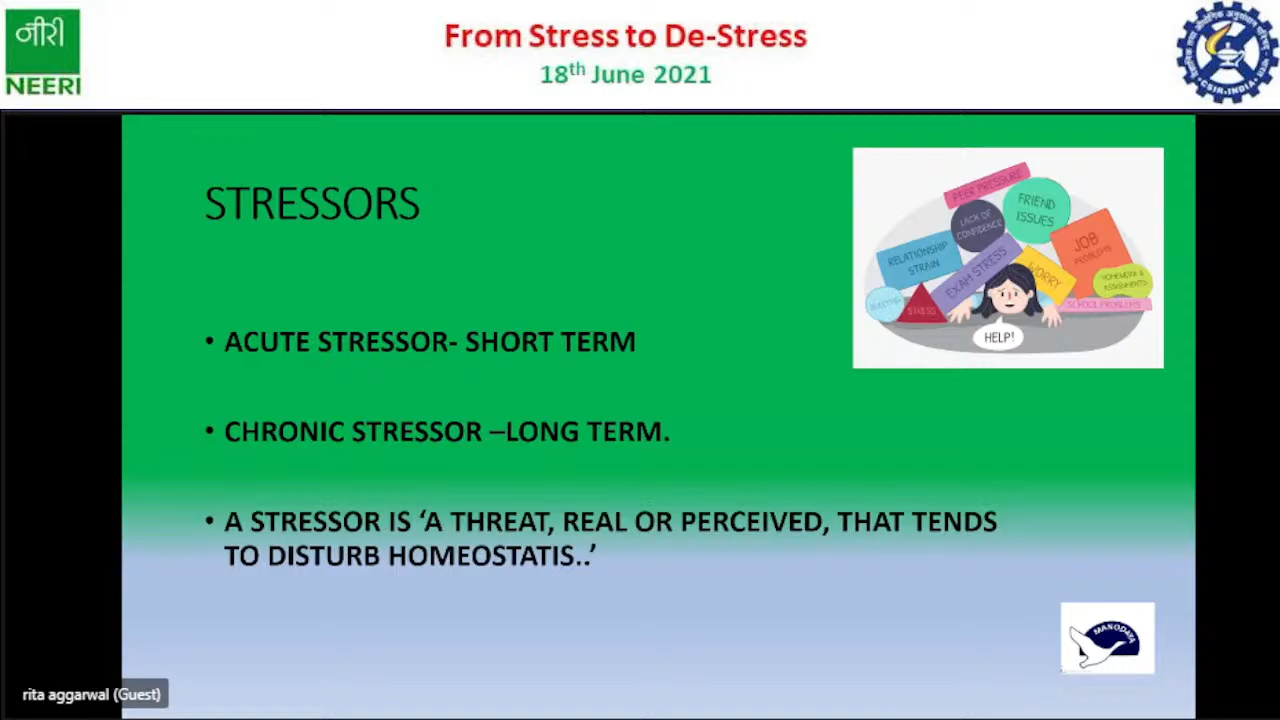 नीरी
NEERI
From Stress to De-Stress
18th June 2021
CSIR-INDIA
STRESSORS
PEER PRESSURE
FRIEND
ISSUES
LACK OF
CONFIDENCE
JOB
PROBLEMS
RELATIONSHIP
STRAIN
EXAM STRESS
WORRY
HOMEWORK &
ASSIGNMENTS
STRESS
SCHOOL PROBLEMS
HELP!
• ACUTE STRESSOR- SHORT TERM
• CHRONIC STRESSOR –LONG TERM.
• A STRESSOR IS ‘A THREAT, REAL OR PERCEIVED, THAT TENDS
TO DISTURB HOMEOSTATIS..’
MANODAYA
rita aggarwal (Guest)